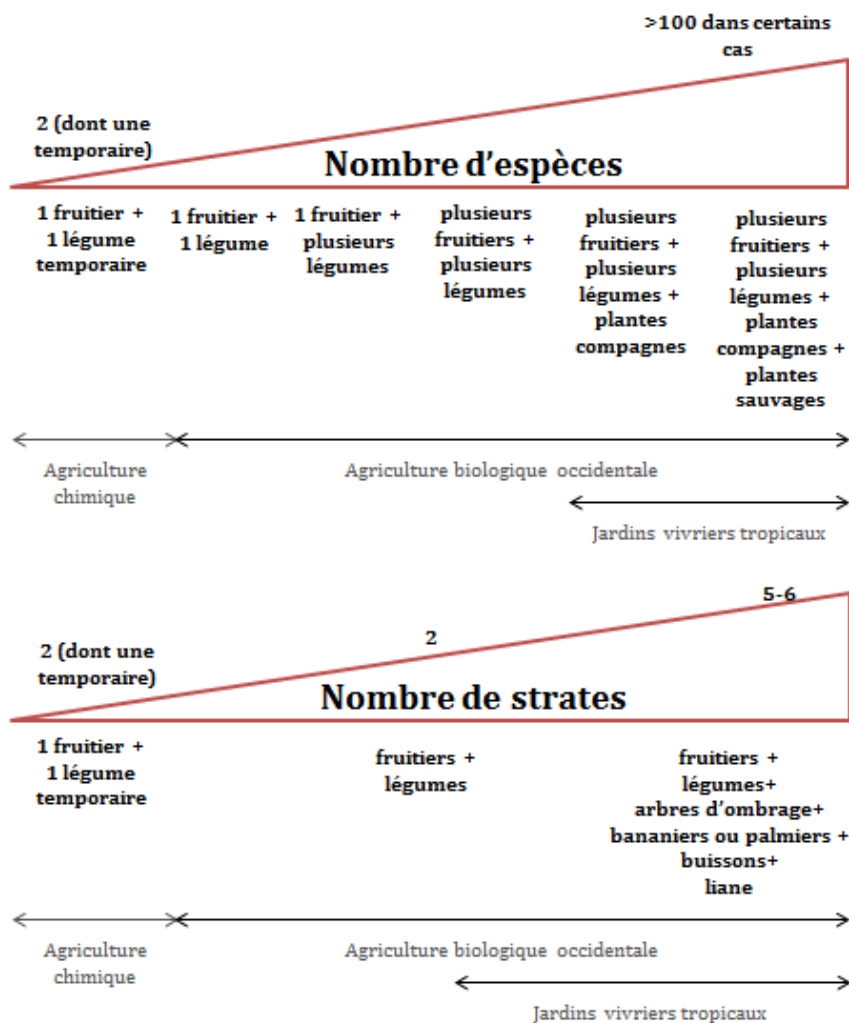 >100 dans certains
cas
2 (dont une
temporaire)
Nombre d'espèces
1 fruitier +
1 légume
temporaire
1 fruitier +
1 légume
1 fruitier +
plusieurs
légumes
plusieurs
fruitiers +
plusieurs
légumes
plusieurs
fruitiers +
plusieurs
légumes +
plantes
compagnes
plusieurs
fruitiers +
plusieurs
légumes +
plantes
compagnes +
plantes
sauvages
Agriculture
chimique
Agriculture biologique occidentale
Jardins vivriers tropicaux
5-6
2
2 (dont une
temporaire)
Nombre de strates
1 fruitier +
1 légume
temporaire
fruitiers +
légumes
fruitiers +
légumes+
arbres d'ombrage+
bananiers ou palmiers +
buissons+
liane
Agriculture
chimique
Agriculture biologique occidentale
Jardins vivriers tropicaux